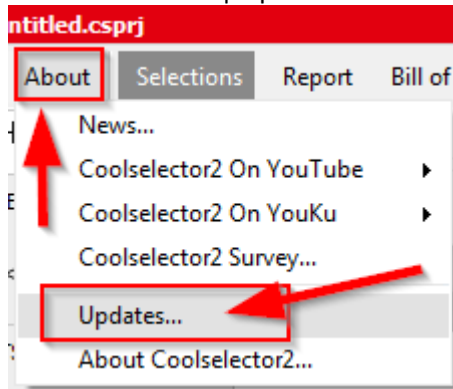 ntitled.csprj
About Selections Report Bill of
News...
Coolselector2 On YouTube
Coolselector2 On YouKu
Coolselector2 Survey...
Updates...
About Coolselector2...